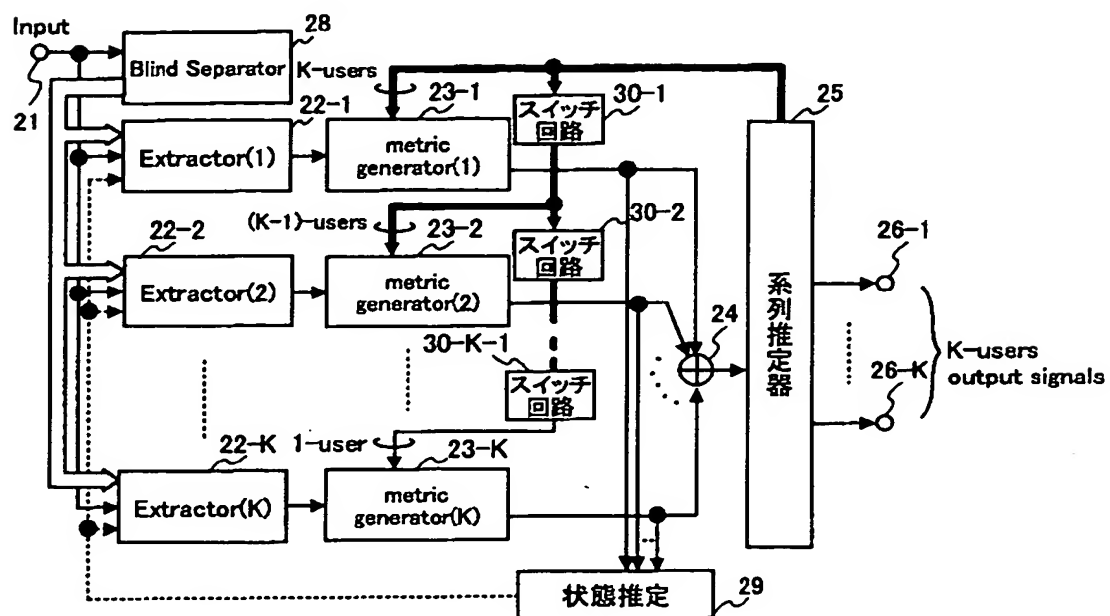 Input
28
Blind Separator
K-users
21
22-1
23-1
30-1
25
スイッチ
回路
Extractor(1)
metric
generator(1)
(K-1)-users
30-2
22-2
23-2
スイッチ
回路
26-1
Extractor(2)
metric
generator(2)
24
系列推定器
30-K-1
26-K
K-users
output signals
スイッチ
回路
1-user
22-K
23-K
Extractor(K)
metric
generator(K)
状態推定
29